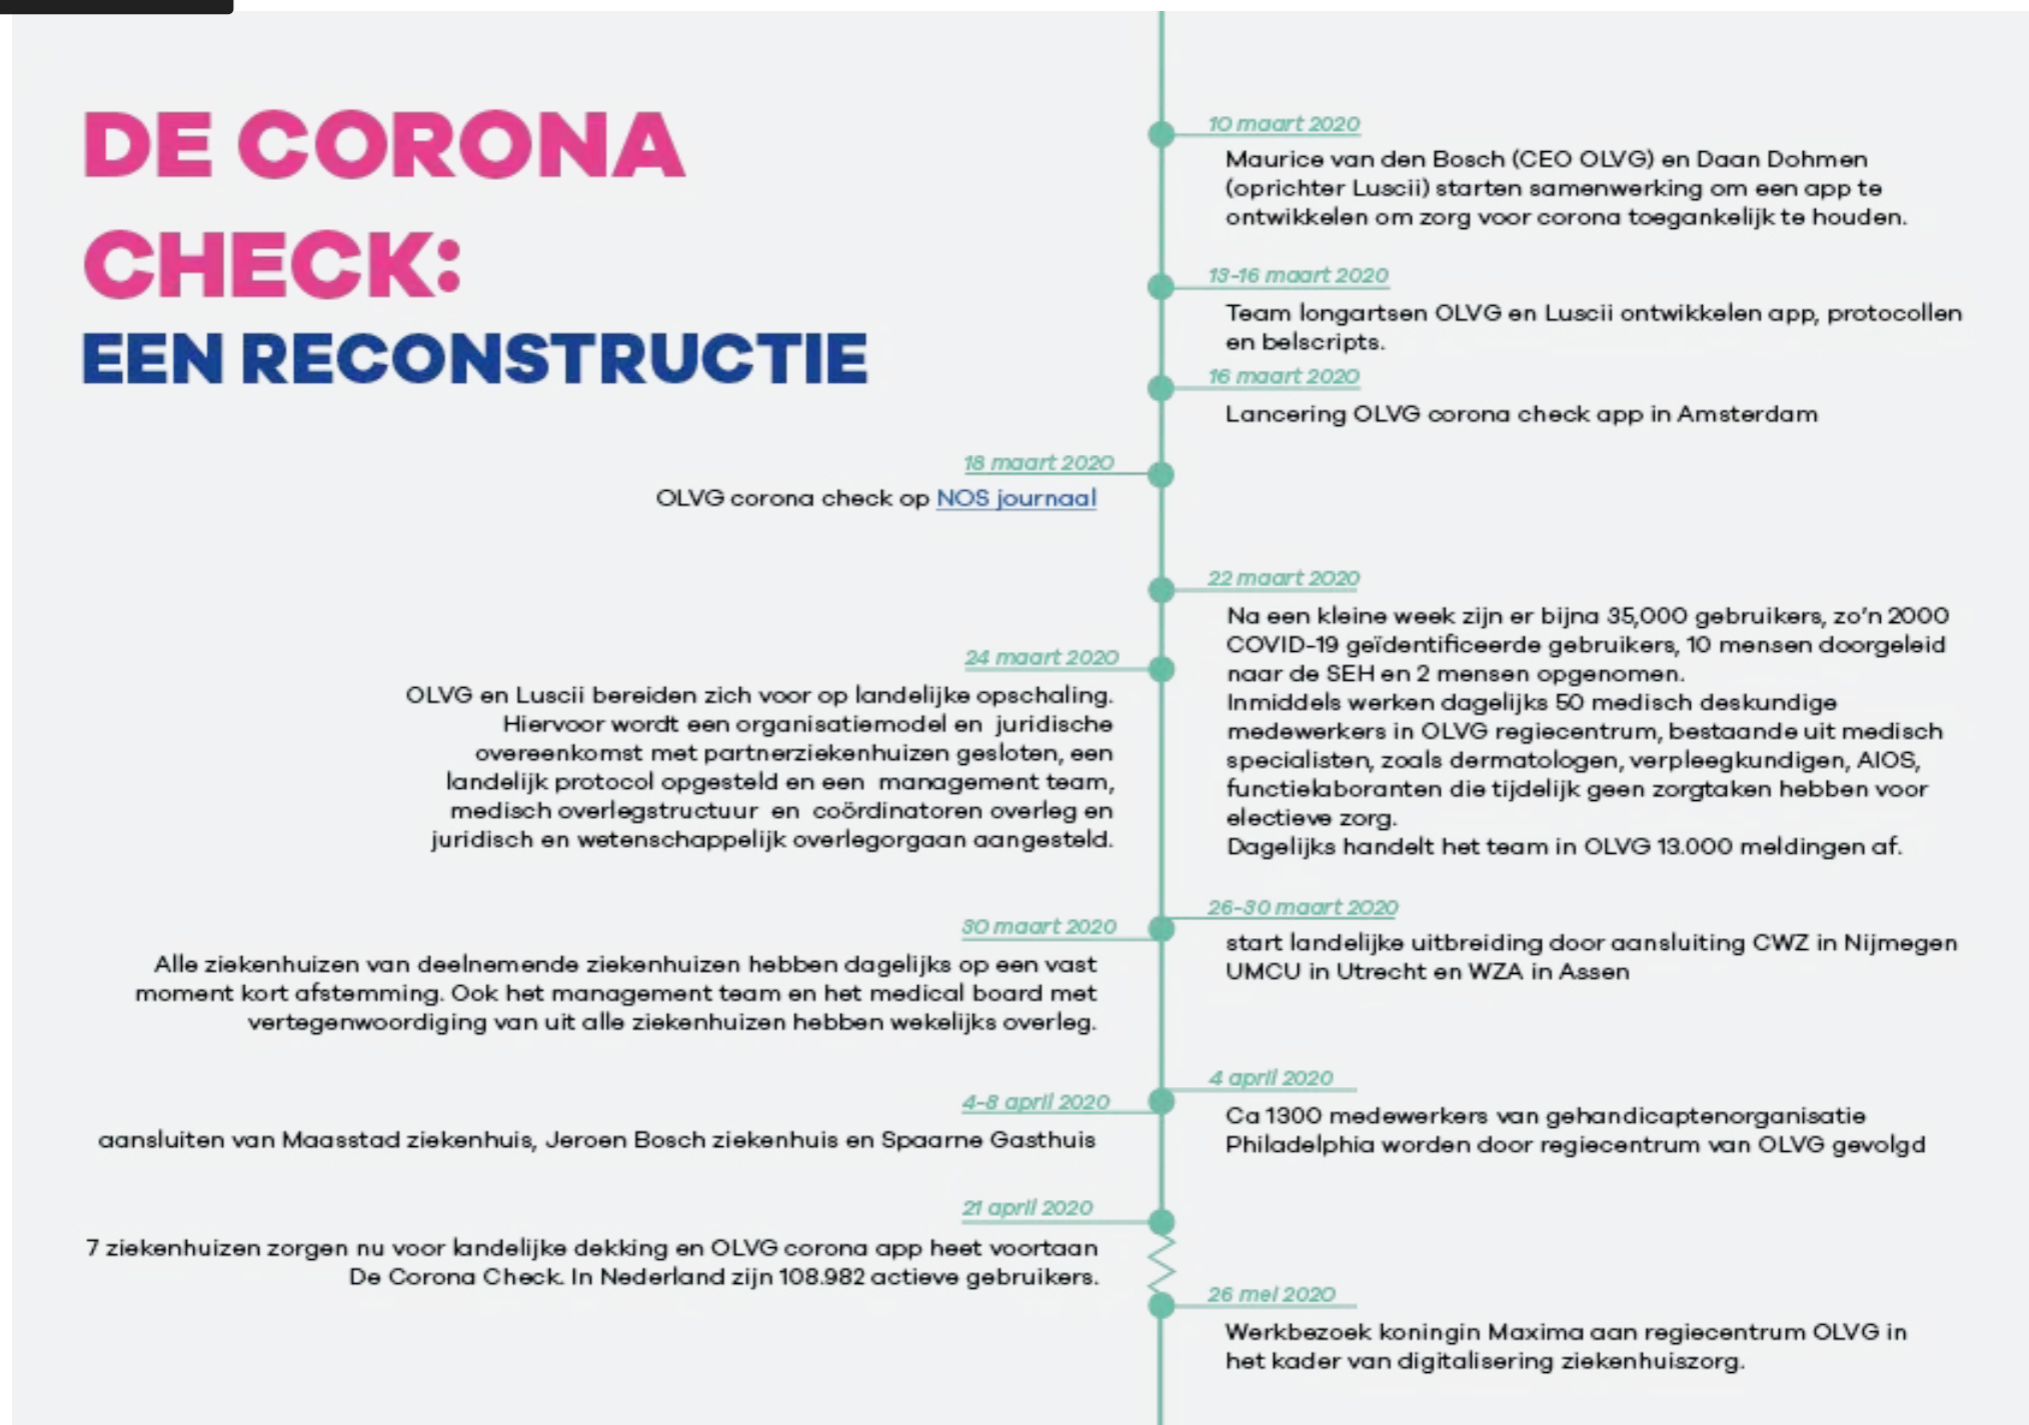 DE CORONA
CHECK:
EEN RECONSTRUCTIE
10 maart 2020
Maurice van den Bosch (CEO OLVG) en Daan Dohmen
(oprichter Luscii) starten samenwerking om een app te
ontwikkelen om zorg voor corona toegankelijk te houden.
13-16 maart 2020
Team longartsen OLVG en Luscii ontwikkelen app, protocollen
en belscripts.
16 maart 2020
Lancering OLVG corona check app in Amsterdam
18 maart 2020
OLVG corona check op NOS journaal
22 maart 2020
Na een kleine week zijn er bijna 35,000 gebruikers, zo'n 2000
COVID-19 geïdentificeerde gebruikers, 10 mensen doorgeleid
naar de SEH en 2 mensen opgenomen.
Inmiddels werken dagelijks 50 medisch deskundige
medewerkers in OLVG regiecentrum, bestaande uit medisch
specialisten, zoals dermatologen, verpleegkundigen, AIOS,
functielaboranten die tijdelijk geen zorgtaken hebben voor
electieve zorg.
Dagelijks handelt het team in OLVG 13.000 meldingen af.
24 maart 2020
OLVG en Luscii bereiden zich voor op landelijke opschaling.
Hiervoor wordt een organisatiemodel en juridische
overeenkomst met partnerziekenhuizen gesloten, een
landelijk protocol opgesteld en een management team,
medisch overlegstructuur en coördinatoren overleg en
juridisch en wetenschappelijk overlegorgaan aangesteld.
26-30 maart 2020
start landelijke uitbreiding door aansluiting CWZ in Nijmegen
UMCU in Utrecht en WZA in Assen
30 maart 2020
Alle ziekenhuizen van deelnemende ziekenhuizen hebben dagelijks op een vast
moment kort afstemming. Ook het management team en het medical board met
vertegenwoordiging van uit alle ziekenhuizen hebben wekelijks overleg.
4 april 2020
Ca 1300 medewerkers van gehandicaptenorganisatie
Philadelphia worden door regiecentrum van OLVG gevolgd
4-8 april 2020
aansluiten van Maasstad ziekenhuis, Jeroen Bosch ziekenhuis en Spaarne Gasthuis
21 april 2020
7 ziekenhuizen zorgen nu voor landelijke dekking en OLVG corona app heet voortaan
De Corona Check. In Nederland zijn 108.982 actieve gebruikers.
26 mei 2020
Werkbezoek koningin Maxima aan regiecentrum OLVG in
het kader van digitalisering ziekenhuiszorg.